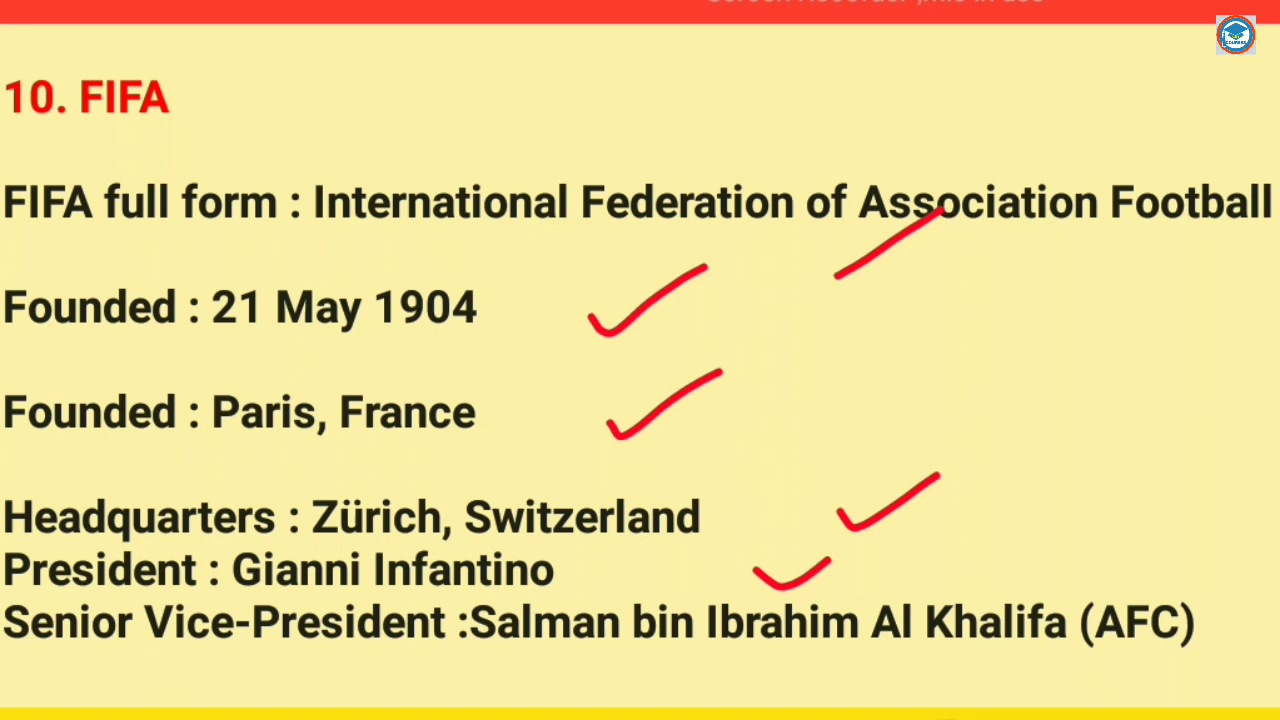 10. FIFA
FIFA full form : International Federation of Association Football
Founded : 21 May 1904
Founded : Paris, France
Headquarters : Zürich, Switzerland
President : Gianni Infantino
Senior Vice-President :Salman bin Ibrahim Al Khalifa (AFC)